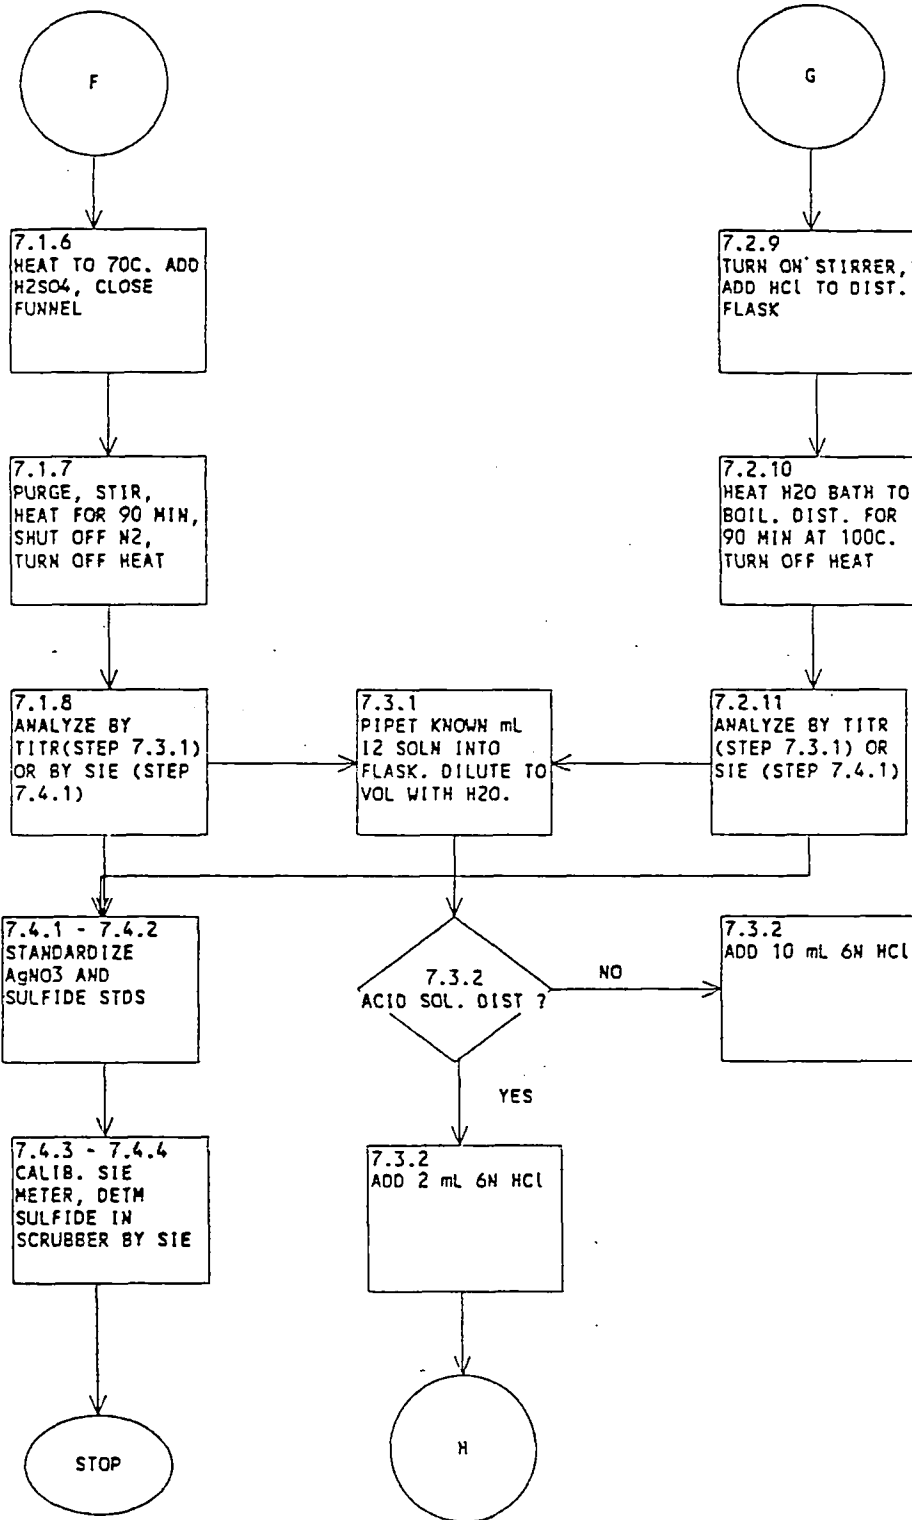 F
G
7.1.6
HEAT TO 70C. ADD
H2SO4, CLOSE
FUNNEL
7.2.9
TURN ON STIRRER,
ADD HCl TO DIST.
FLASK
7.1.7
PURGE, STIR,
HEAT FOR 90 MIN,
SHUT OFF N2,
TURN OFF HEAT
7.2.10
HEAT H2O BATH TO
BOIL. DIST. FOR
90 MIN AT 100C.
TURN OFF HEAT
7.1.8
ANALYZE BY
TITR(STEP 7.3.1)
OR BY SIE (STEP
7.4.1)
7.3.1
PIPET KNOWN mL
I2 SOLN INTO
FLASK. DILUTE TO
VOL WITH H2O.
7.2.11
ANALYZE BY TITR
(STEP 7.3.1) OR
SIE (STEP 7.4.1)
7.4.1 - 7.4.2
STANDARDIZE
AgNO3 AND
SULFIDE STDS
7.3.2
ACID SOL. DIST ?
NO
7.3.2
ADD 10 mL 6N HCl
YES
7.4.3 - 7.4.4
CALIB. SIE
METER, DETM
SULFIDE IN
SCRUBBER BY SIE
7.3.2
ADD 2 mL 6N HCl
STOP
H